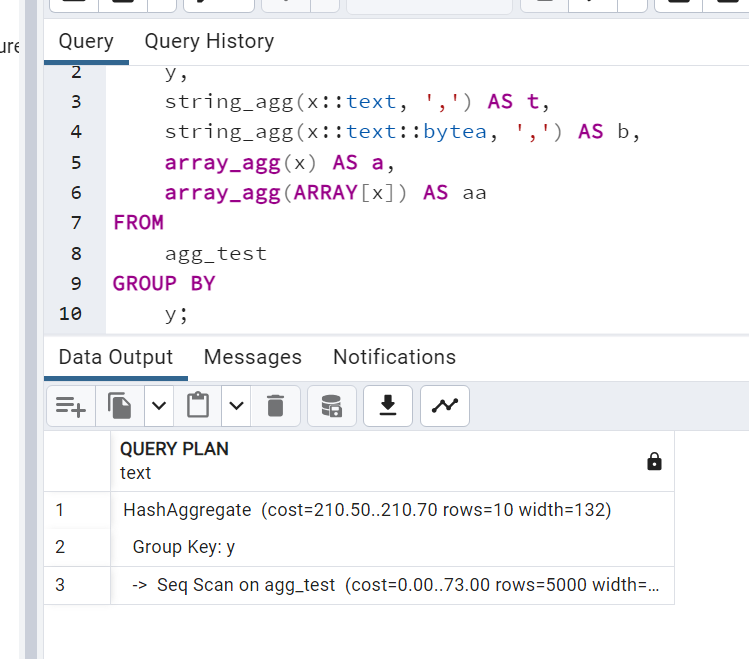 ure
Query Query History
2 y,
3 string_agg(x::text, ',') AS t,
4 string_agg(x::text::bytea, ',') AS b,
5 array_agg(x) AS a,
6 array_agg(ARRAY[x]) AS aa
7 FROM
8 agg_test
9 GROUP BY
10 y;
Data Output Messages Notifications
QUERY PLAN
text
1 HashAggregate (cost=210.50..210.70 rows=10 width=132)
2 Group Key: y
3 -> Seq Scan on agg_test (cost=0.00..73.00 rows=5000 width=...